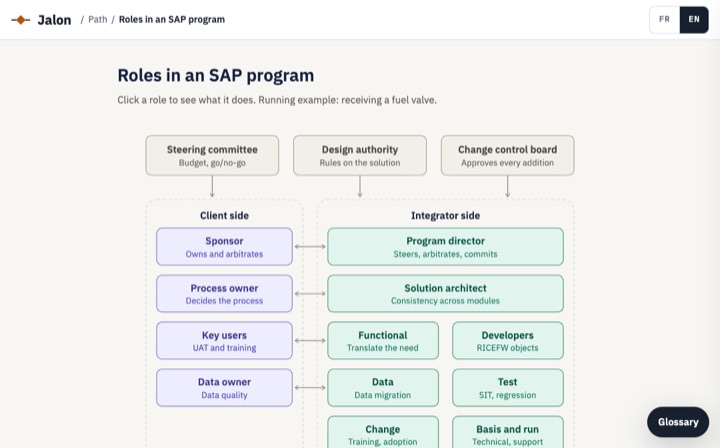 Jalon / Path / Roles in an SAP program
FR EN
Roles in an SAP program
Click a role to see what it does. Running example: receiving a fuel valve.
Steering committee
Budget, go/no-go
Design authority
Rules on the solution
Change control board
Approves every addition
Client side
Integrator side
Sponsor
Owns and arbitrates
Program director
Steers, arbitrates, commits
Process owner
Decides the process
Solution architect
Consistency across modules
Key users
UAT and training
Functional
Translate the need
Developers
RICEFW objects
Data owner
Data quality
Data
Data migration
Test
SIT, regression
Change
Training, adoption
Basis and run
Technical, support
Glossary